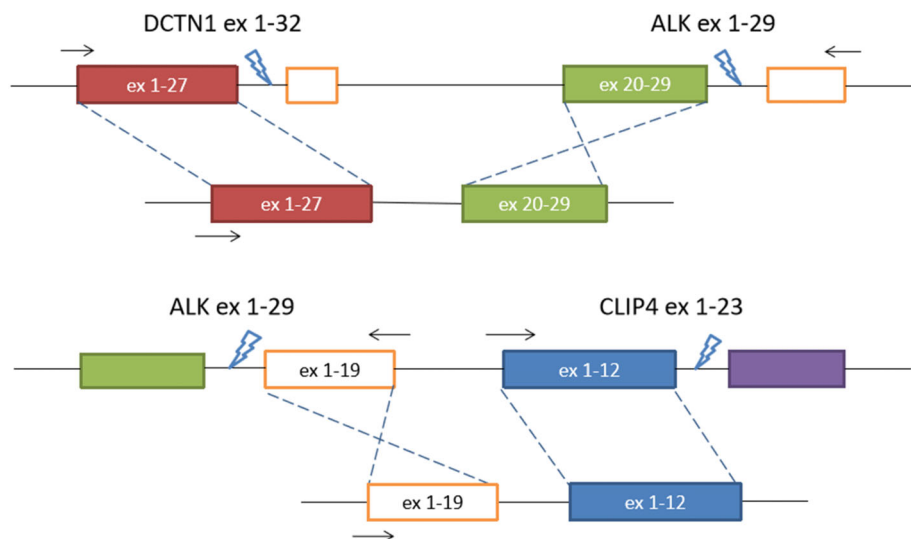 DCTN1 ex 1-32 ALK ex 1-29
ex 1-27 ex 20-29
ex 1-27 ex 20-29
ALK ex 1-29 CLIP4 ex 1-23
ex 1-19 ex 1-12
ex 1-19 ex 1-12